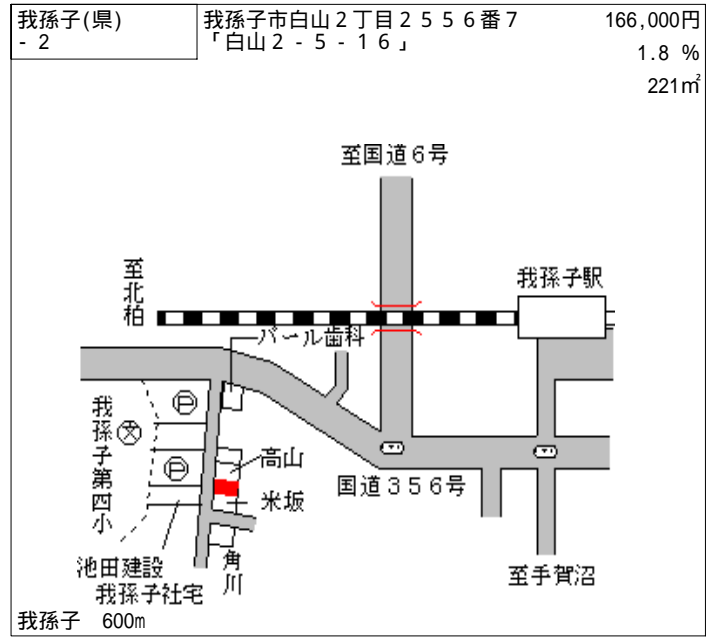 我孫子(県)
- 2
我孫子市白山２丁目２５５６番７
「白山２‐５‐１６」
166,000円
1.8 %
221㎡
至国道６号
至北柏
我孫子駅
パール歯科
Ⓟ
我孫子第四小
文
高山
Ⓟ
国道３５６号
米坂
池田建設
我孫子社宅
角川
至手賀沼
我孫子 600m